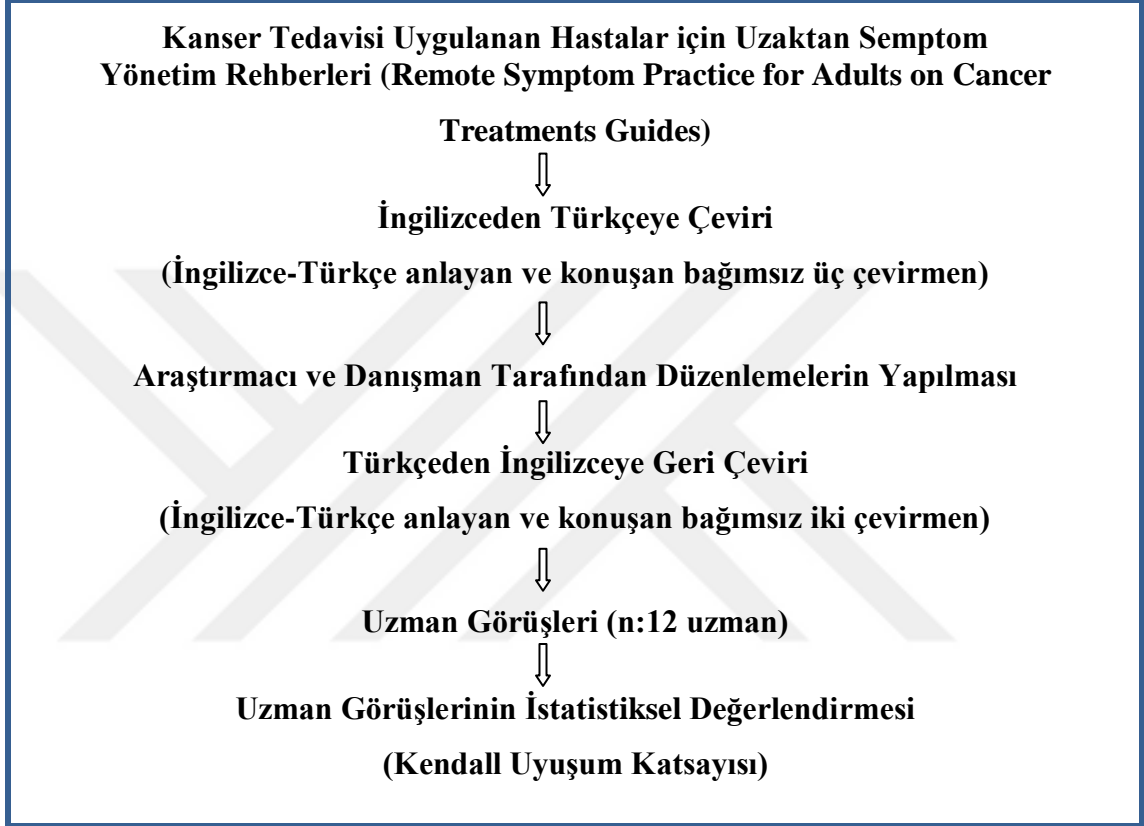 Kanser Tedavisi Uygulanan Hastalar için Uzaktan Semptom
Yönetim Rehberleri (Remote Symptom Practice for Adults on Cancer
Treatments Guides)
İngilizceden Türkçeye Çeviri
(İngilizce-Türkçe anlayan ve konuşan bağımsız üç çevirmen)
Araştırmacı ve Danışman Tarafından Düzenlemelerin Yapılması
Türkçeden İngilizceye Geri Çeviri
(İngilizce-Türkçe anlayan ve konuşan bağımsız iki çevirmen)
Uzman Görüşleri (n:12 uzman)
Uzman Görüşlerinin İstatistiksel Değerlendirmesi
(Kendall Uyuşum Katsayısı)